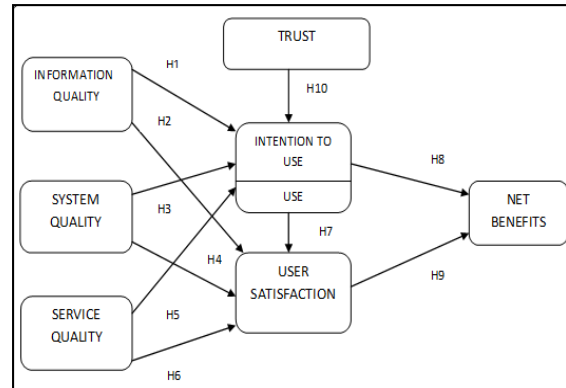 TRUST
H1
INFORMATION
QUALITY
H10
H2
INTENTION TO
USE
H8
USE
SYSTEM
QUALITY
H3
NET
BENEFITS
H7
H4
USER
SATISFACTION
H9
SERVICE
QUALITY
H5
H6